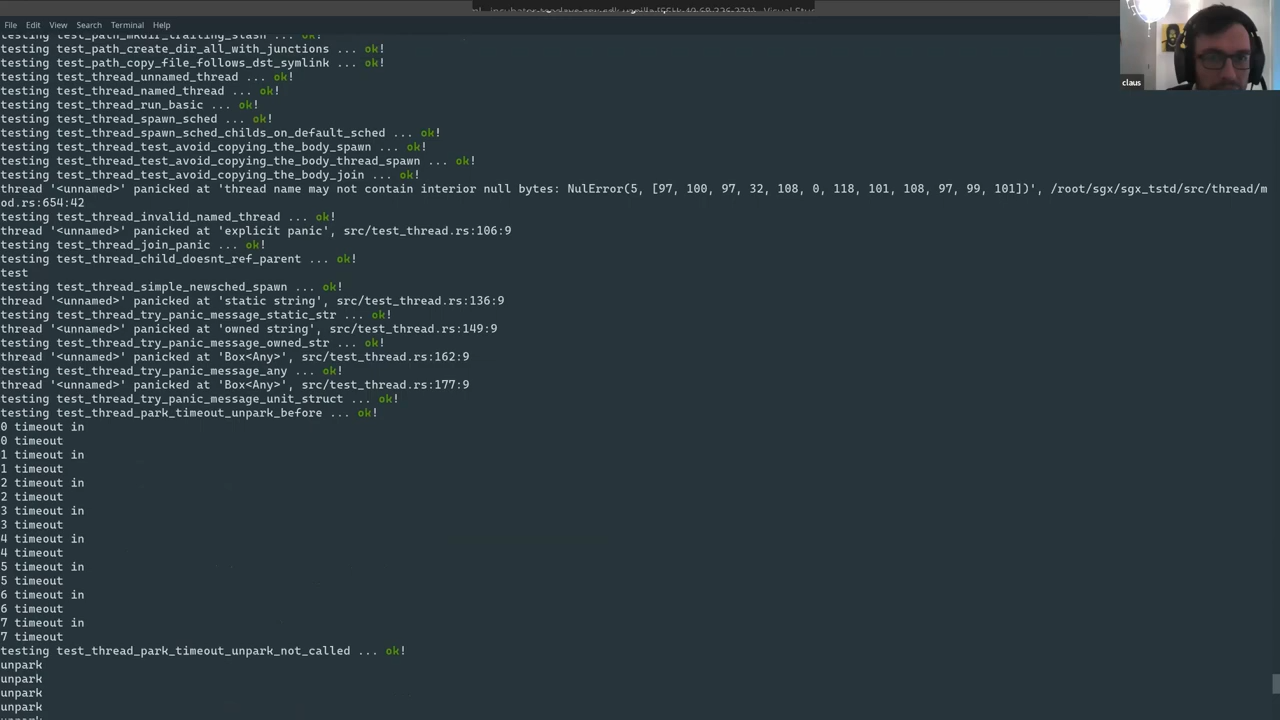 File Edit View Search Terminal Help
testing test_path_mkdir_trailing_slash ... ok!
testing test_path_create_dir_all_with_junctions ... ok!
testing test_path_copy_file_follows_dst_symlink ... ok!
testing test_thread_unnamed_thread ... ok!
testing test_thread_named_thread ... ok!
testing test_thread_run_basic ... ok!
testing test_thread_spawn_sched ... ok!
testing test_thread_spawn_sched_childs_on_default_sched ... ok!
testing test_thread_test_avoid_copying_the_body_spawn ... ok!
testing test_thread_test_avoid_copying_the_body_thread_spawn ... ok!
testing test_thread_test_avoid_copying_the_body_join ... ok!
thread '<unnamed>' panicked at 'thread name may not contain interior null bytes: NulError(5, [97, 100, 97, 32, 108, 0, 118, 101, 108, 97, 99, 101])', /root/sgx/sgx_tstd/src/thread/m
od.rs:654:42
testing test_thread_invalid_named_thread ... ok!
thread '<unnamed>' panicked at 'explicit panic', src/test_thread.rs:106:9
testing test_thread_join_panic ... ok!
testing test_thread_child_doesnt_ref_parent ... ok!
test
testing test_thread_simple_newsched_spawn ... ok!
thread '<unnamed>' panicked at 'static string', src/test_thread.rs:136:9
testing test_thread_try_panic_message_static_str ... ok!
thread '<unnamed>' panicked at 'owned string', src/test_thread.rs:149:9
testing test_thread_try_panic_message_owned_str ... ok!
thread '<unnamed>' panicked at 'Box<Any>', src/test_thread.rs:162:9
testing test_thread_try_panic_message_any ... ok!
thread '<unnamed>' panicked at 'Box<Any>', src/test_thread.rs:177:9
testing test_thread_try_panic_message_unit_struct ... ok!
testing test_thread_park_timeout_unpark_before ... ok!
0 timeout in
0 timeout
1 timeout in
1 timeout
2 timeout in
2 timeout
3 timeout in
3 timeout
4 timeout in
4 timeout
5 timeout in
5 timeout
6 timeout in
6 timeout
7 timeout in
7 timeout
testing test_thread_park_timeout_unpark_not_called ... ok!
unpark
unpark
unpark
unpark
unpark
claus